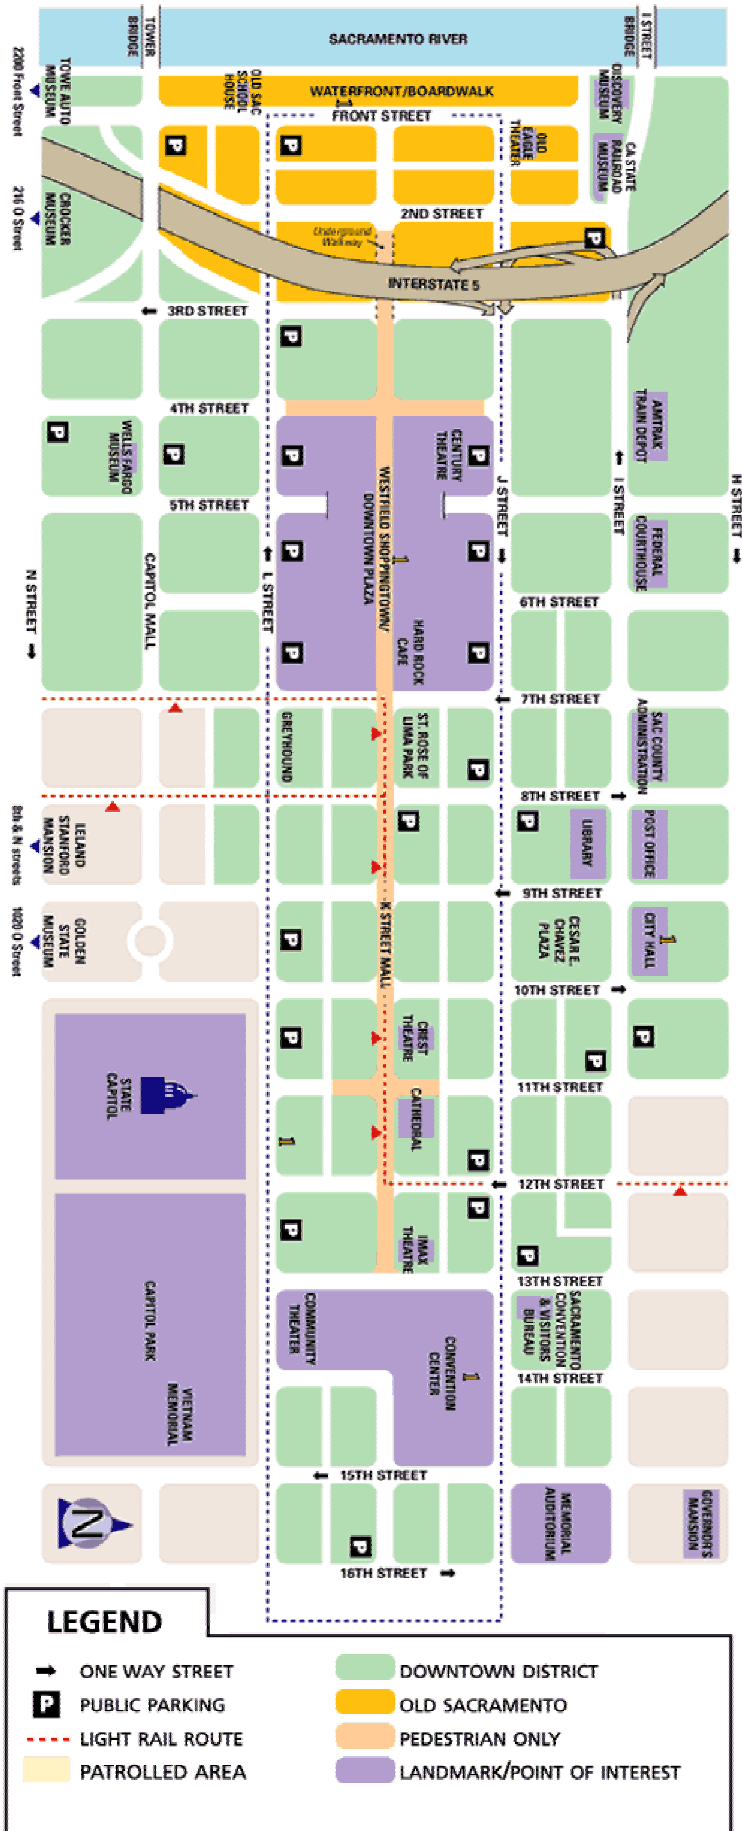 SACRAMENTO RIVER
TOWER
BRIDGE
I STREET
BRIDGE
WATERFRONT/BOARDWALK
FRONT STREET
OLD SAC
SCHOOL
HOUSE
TOWE AUTO
MUSEUM
2200 Front Street
DISCOVERY
MUSEUM
OLD
EAGLE
THEATER
CA STATE
RAILROAD
MUSEUM
P
P
CROCKER
MUSEUM
216 O Street
2ND STREET
Underground
Walkway
P
INTERSTATE 5
3RD STREET
P
4TH STREET
AMTRAK
TRAIN DEPOT
P
WELLS FARGO
MUSEUM
P
P
CENTURY
THEATRE
P
WESTFIELD SHOPPINGTOWN/
DOWNTOWN PLAZA
5TH STREET
J STREET
I STREET
H STREET
N STREET
CAPITOL MALL
L STREET
P
P
1
FEDERAL
COURTHOUSE
6TH STREET
P
HARD ROCK
CAFE
P
7TH STREET
GREYHOUND
ST. ROSE OF
LIMA PARK
P
SAC COUNTY
ADMINISTRATION
8TH STREET
LELAND
STANFORD
MANSION
8th & N streets
P
P
LIBRARY
POST OFFICE
9TH STREET
GOLDEN
STATE
MUSEUM
1020 O Street
P
K STREET MALL
CESAR E.
CHAVEZ
PLAZA
CITY HALL
1
10TH STREET
STATE
CAPITOL
P
CREST
THEATRE
P
P
11TH STREET
1
CATHEDRAL
P
12TH STREET
P
IMAX
THEATRE
P
P
13TH STREET
CAPITOL PARK
VIETNAM
MEMORIAL
COMMUNITY
THEATER
CONVENTION
CENTER
1
SACRAMENTO
CONVENTION
& VISITORS
BUREAU
14TH STREET
15TH STREET
N
P
MEMORIAL
AUDITORIUM
GOVERNOR'S
MANSION
16TH STREET
LEGEND
ONE WAY STREET
P PUBLIC PARKING
LIGHT RAIL ROUTE
PATROLLED AREA
DOWNTOWN DISTRICT
OLD SACRAMENTO
PEDESTRIAN ONLY
LANDMARK/POINT OF INTEREST